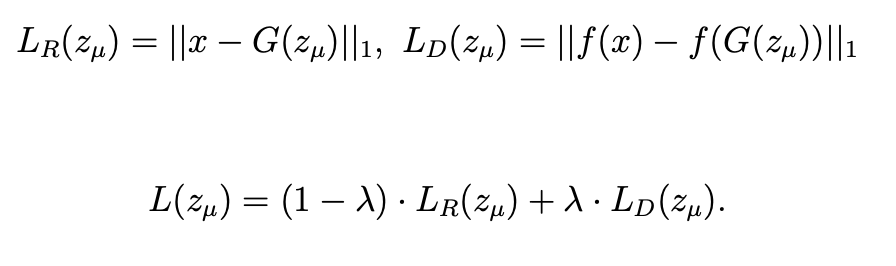 L_R(z_μ) = ||x − G(z_μ)||_1, L_D(z_μ) = ||f(x) − f(G(z_μ))||_1
L(z_μ) = (1 − λ) · L_R(z_μ) + λ · L_D(z_μ).